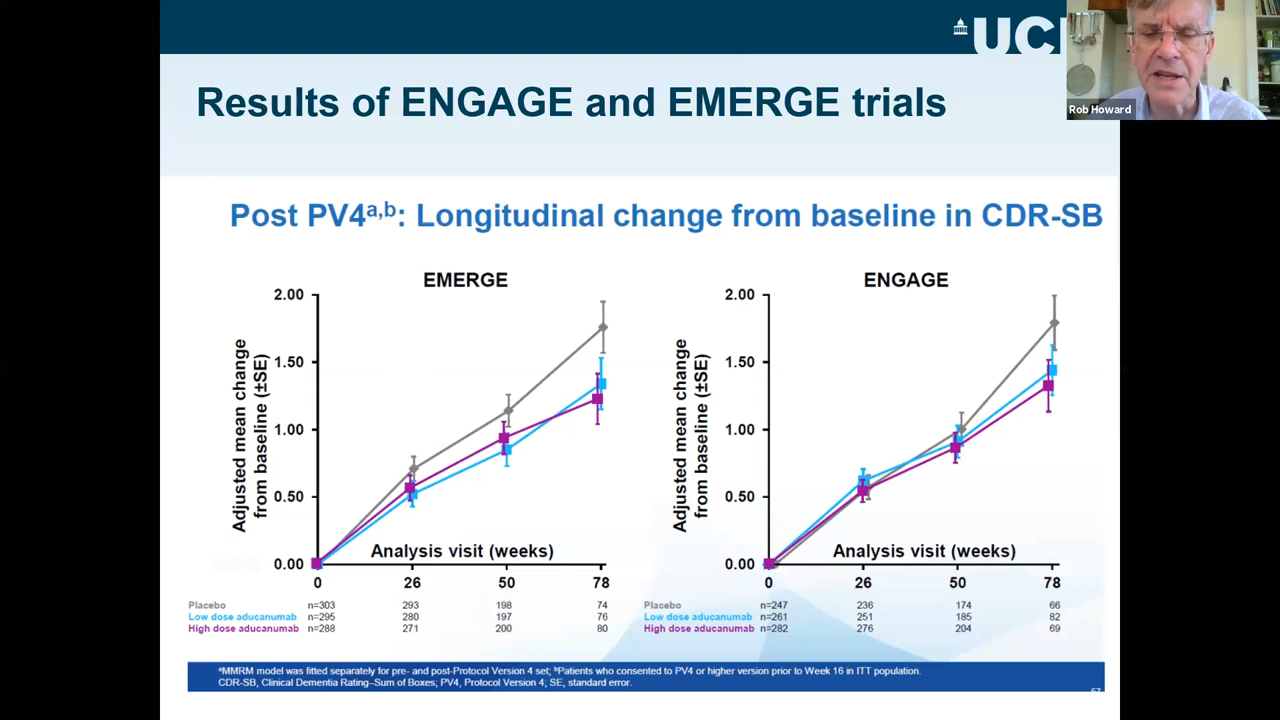 UCL
Rob Howard
Results of ENGAGE and EMERGE trials
Post PV4a,b: Longitudinal change from baseline in CDR-SB
EMERGE
2.00
1.50
1.00
0.50
0.00
Adjusted mean change
from baseline (±SE)
Analysis visit (weeks)
0 26 50 78
Placebo n=303 293 198 74
Low dose aducanumab n=295 280 197 76
High dose aducanumab n=288 271 200 80
ENGAGE
2.00
1.50
1.00
0.50
0.00
Adjusted mean change
from baseline (±SE)
Analysis visit (weeks)
0 26 50 78
Placebo n=247 236 174 66
Low dose aducanumab n=261 251 185 82
High dose aducanumab n=282 276 204 69
ᵃMMRM model was fitted separately for pre- and post-Protocol Version 4 set; ᵇPatients who consented to PV4 or higher version prior to Week 16 in ITT population.
CDR-SB, Clinical Dementia Rating–Sum of Boxes; PV4, Protocol Version 4; SE, standard error.